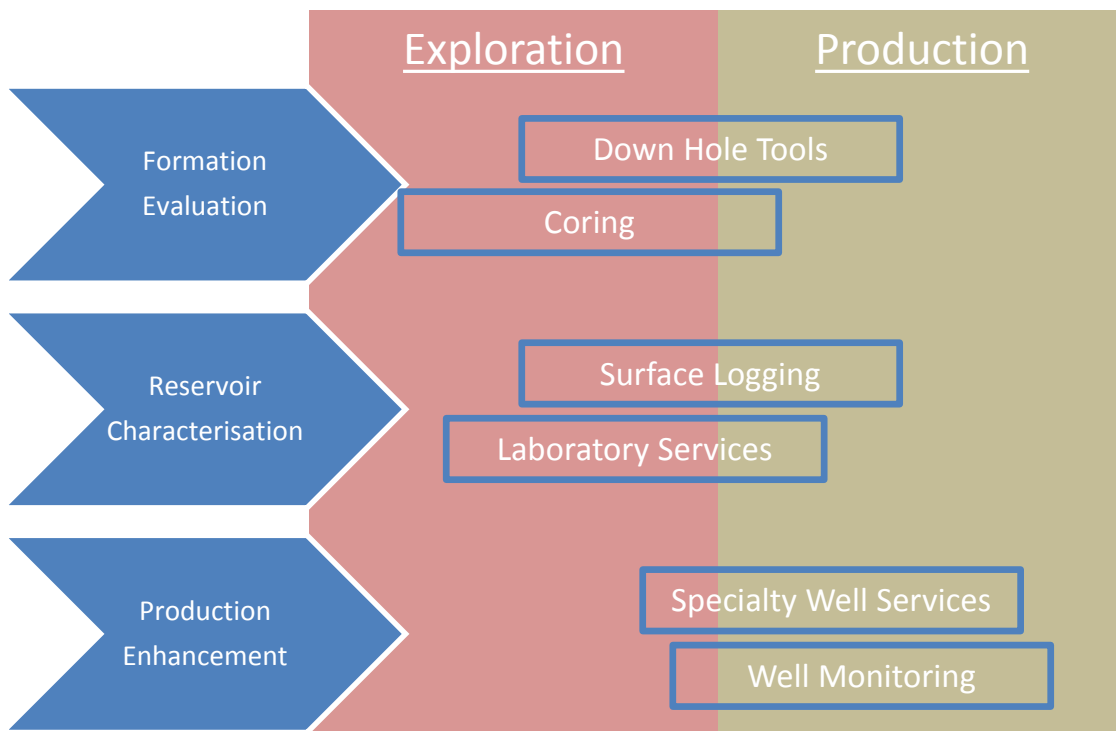 Exploration
Production
Formation
Evaluation
Down Hole Tools
Coring
Reservoir
Characterisation
Surface Logging
Laboratory Services
Production
Enhancement
Specialty Well Services
Well Monitoring